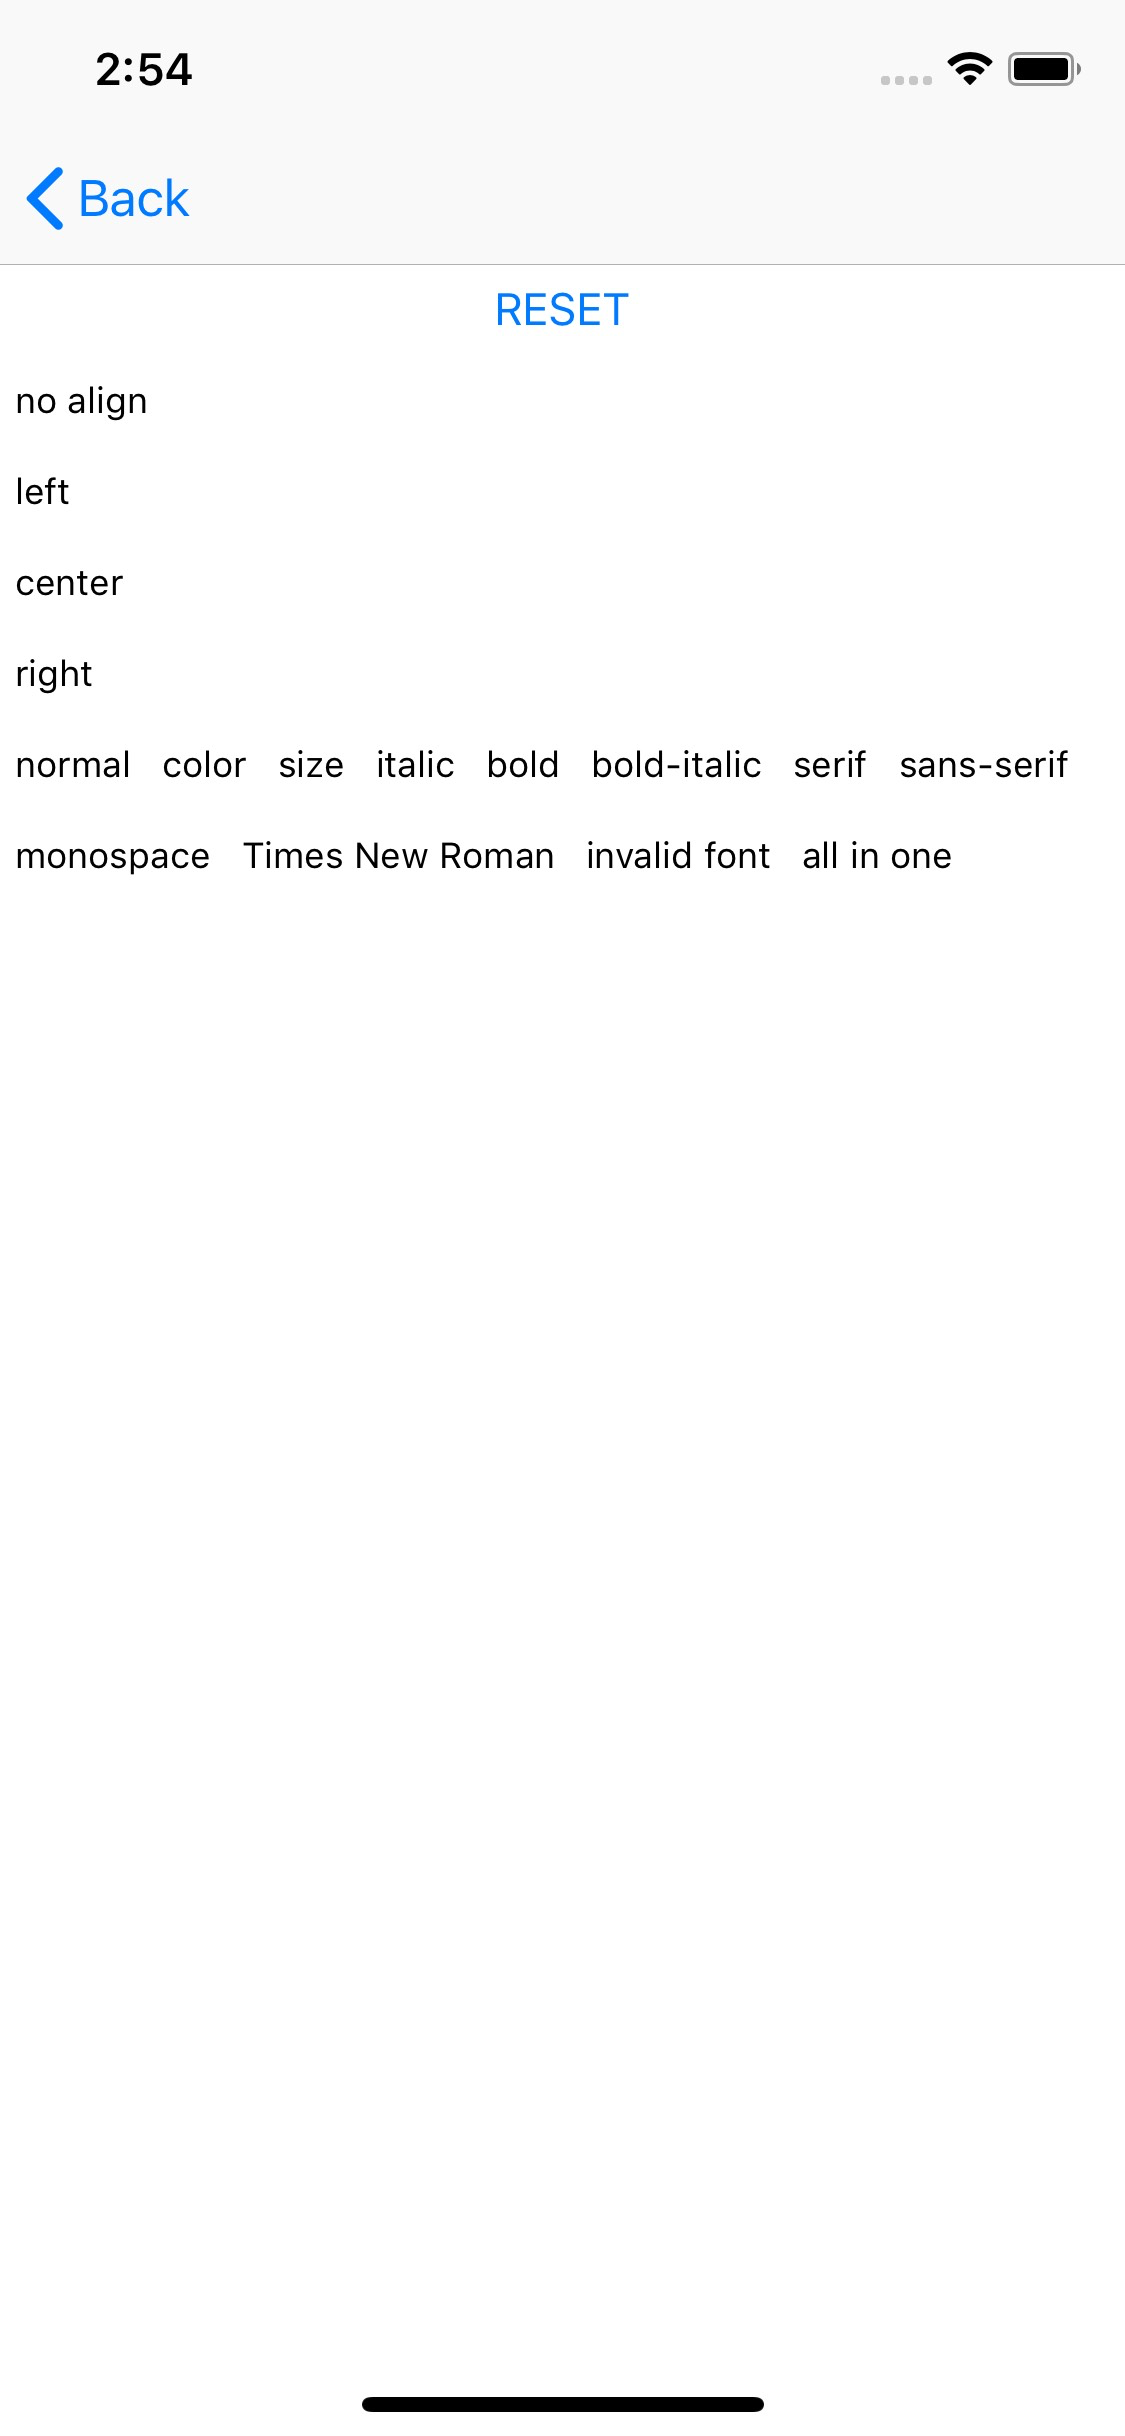 2:54
Back
RESET
no align
left
center
right
normal color size italic bold bold-italic serif sans-serif
monospace Times New Roman invalid font all in one